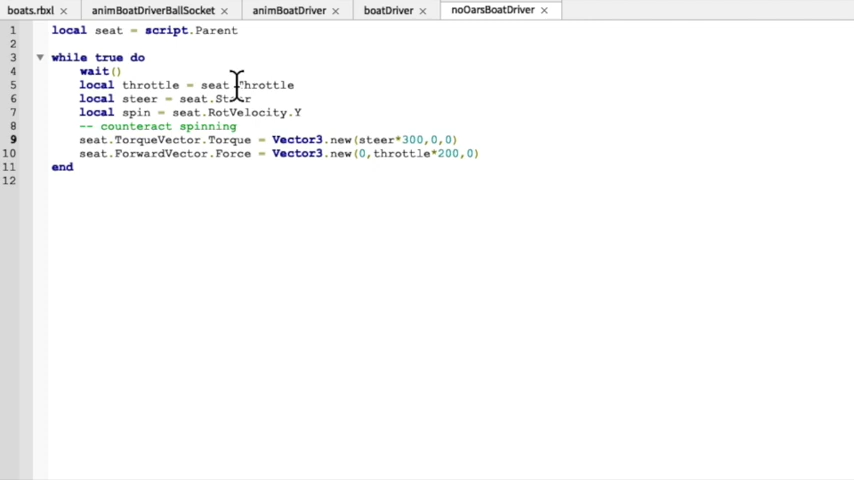 boats.rbxl × animBoatDriverBallSocket × animBoatDriver × boatDriver × noOarsBoatDriver ×
1 local seat = script.Parent
2
3 while true do
4 wait()
5 local throttle = seat.Throttle
6 local steer = seat.Steer
7 local spin = seat.RotVelocity.Y
8 -- counteract spinning
9 seat.TorqueVector.Torque = Vector3.new(steer*300,0,0)
10 seat.ForwardVector.Force = Vector3.new(0,throttle*200,0)
11 end
12